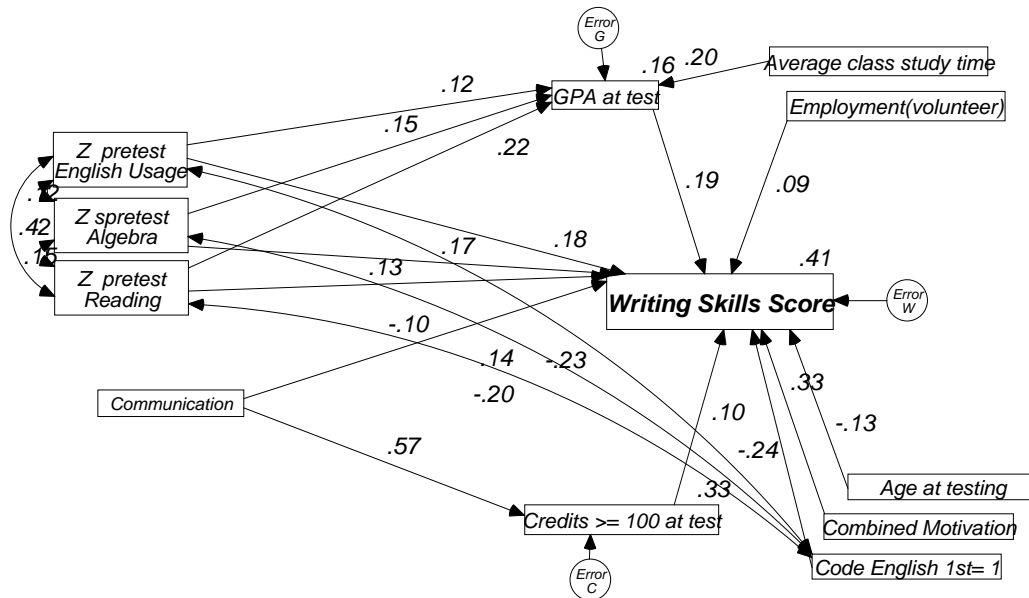 Error
G
.16
.20
Average class study time
GPA at test
Employment(volunteer)
.12
.15
.22
Z pretest
English Usage
.12
.19
.09
.42
Z spretest
Algebra
.17
.18
.15
.13
.41
Z pretest
Reading
Writing Skills Score
Error
W
-.10
.14
-.23
-.20
.33
.10
-.13
Communication
.57
-.24
.33
Age at testing
Credits >= 100 at test
Combined Motivation
Error
C
Code English 1st= 1